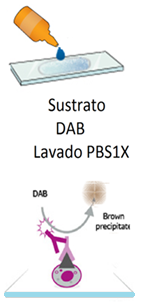 Sustrato
DAB
Lavado PBS1X
DAB
Brown
precipitate